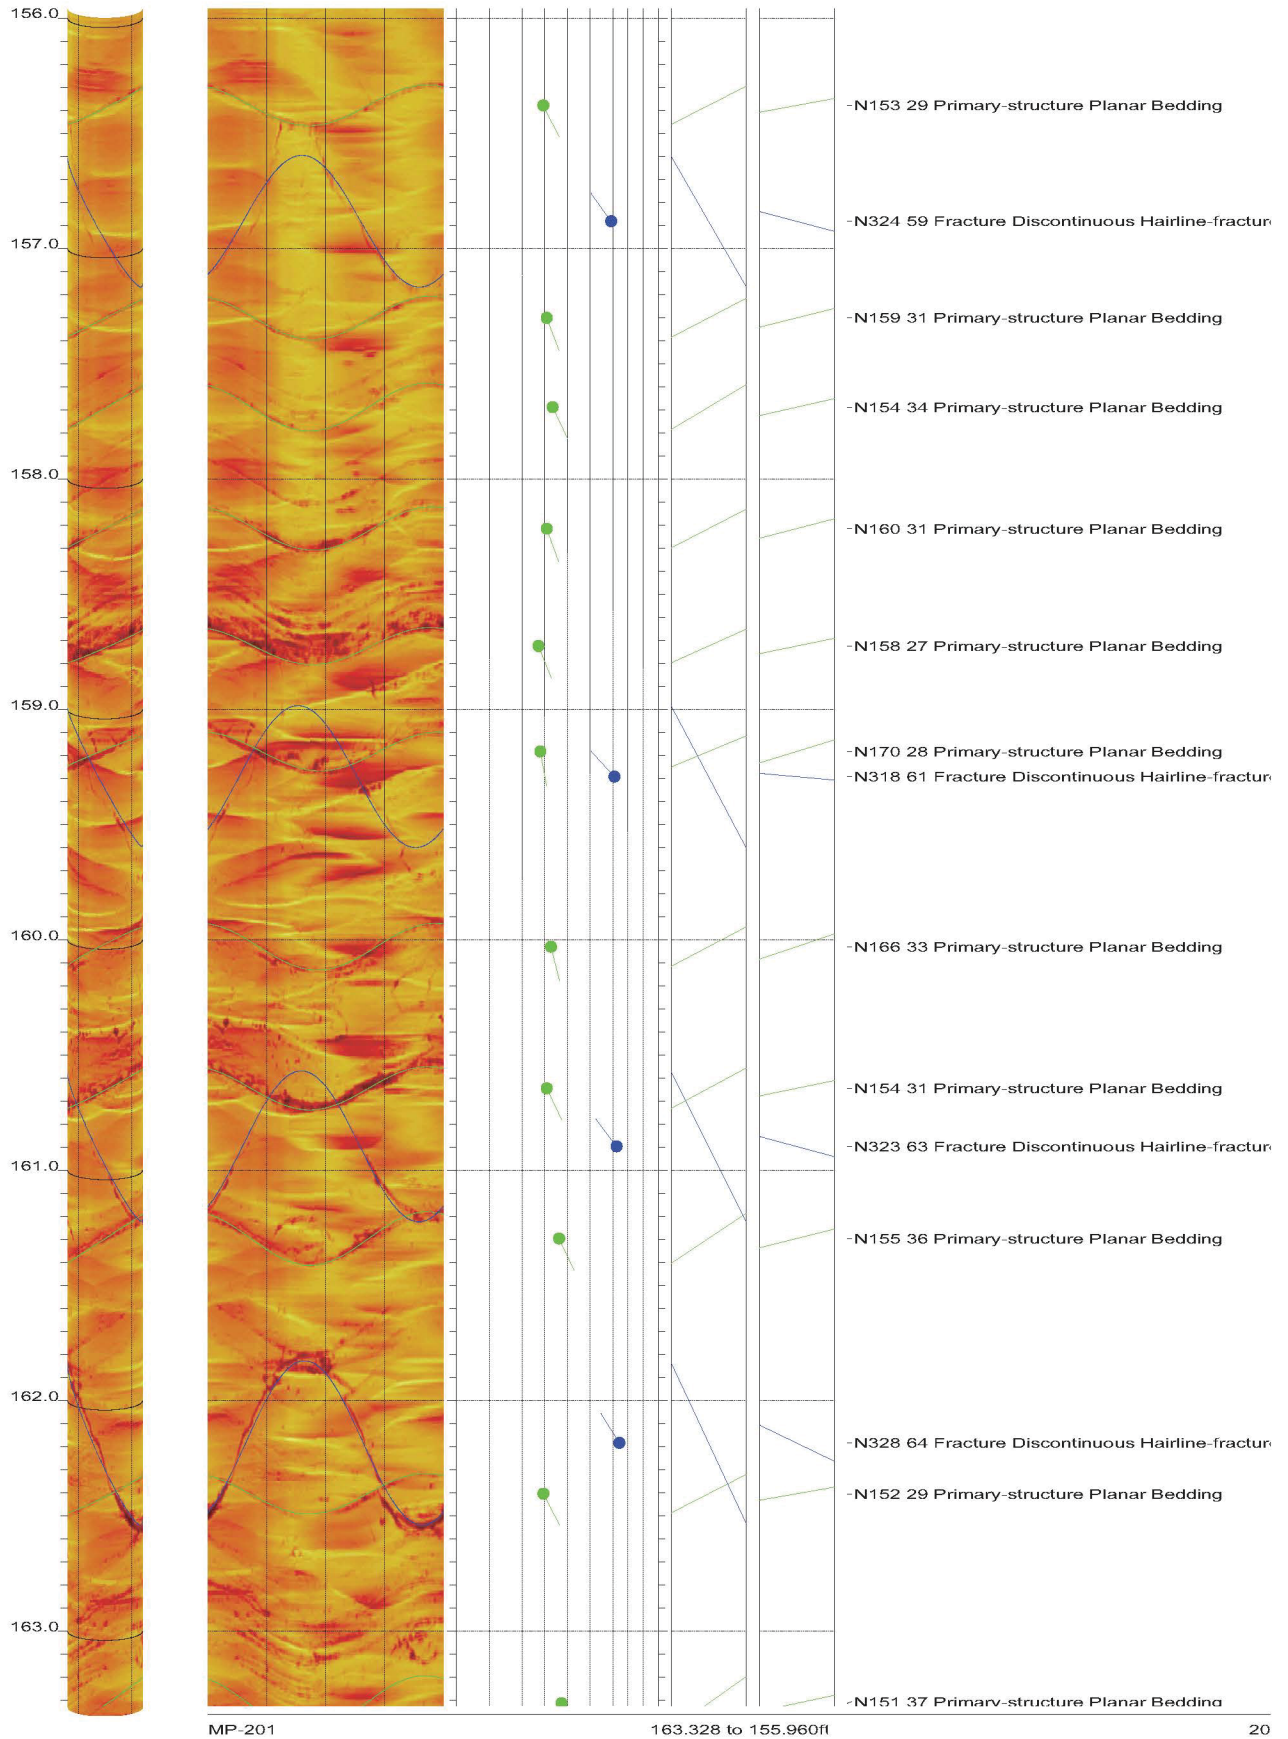 156.0
-N153 29 Primary-structure Planar Bedding
-N324 59 Fracture Discontinuous Hairline-fracture
157.0
-N159 31 Primary-structure Planar Bedding
-N154 34 Primary-structure Planar Bedding
158.0
-N160 31 Primary-structure Planar Bedding
-N158 27 Primary-structure Planar Bedding
159.0
-N170 28 Primary-structure Planar Bedding
-N318 61 Fracture Discontinuous Hairline-fracture
160.0
-N166 33 Primary-structure Planar Bedding
-N154 31 Primary-structure Planar Bedding
-N323 63 Fracture Discontinuous Hairline-fracture
161.0
-N155 36 Primary-structure Planar Bedding
162.0
-N328 64 Fracture Discontinuous Hairline-fracture
-N152 29 Primary-structure Planar Bedding
163.0
-N151 37 Primary-structure Planar Bedding
MP-201 163.328 to 155.960ft 20